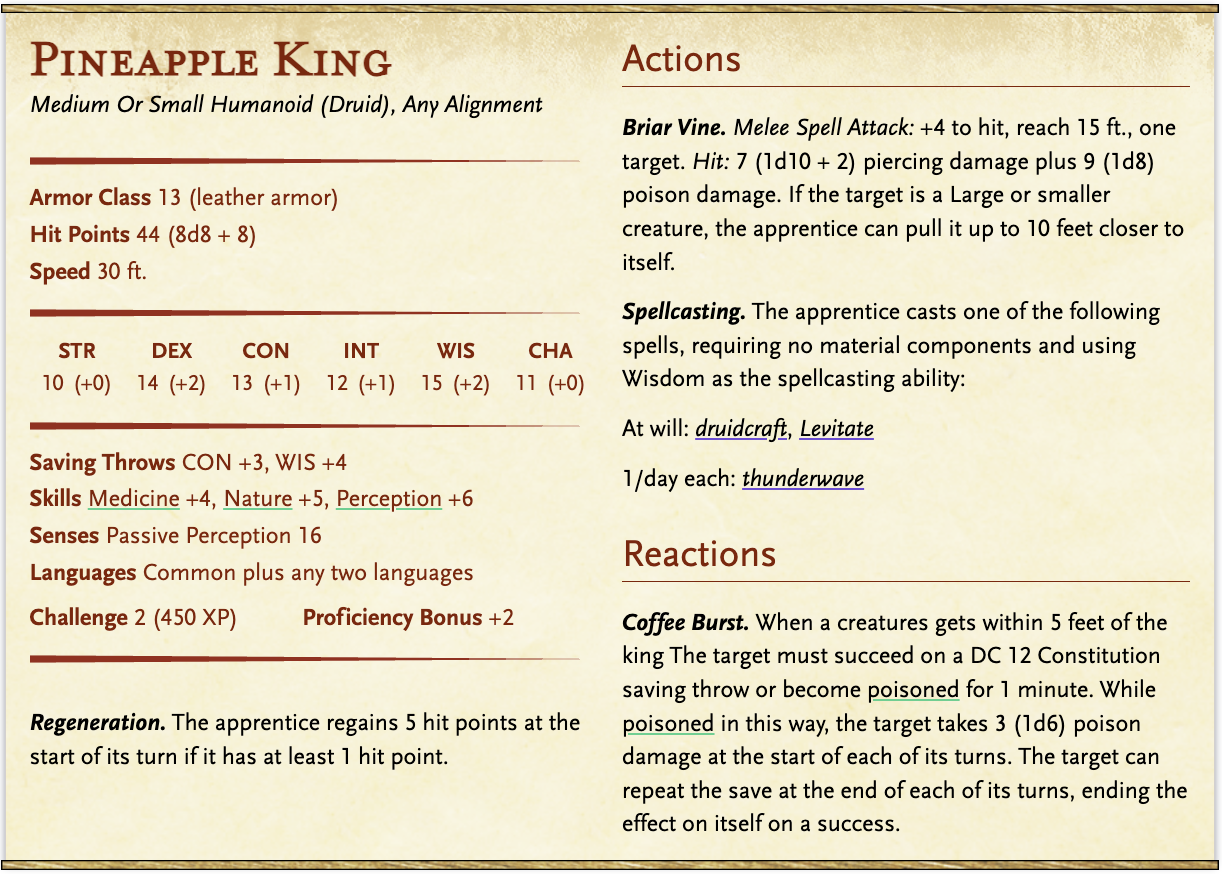 Pineapple King
Medium Or Small Humanoid (Druid), Any Alignment
Armor Class 13 (leather armor)
Hit Points 44 (8d8 + 8)
Speed 30 ft.
STR DEX CON INT WIS CHA
10 (+0) 14 (+2) 13 (+1) 12 (+1) 15 (+2) 11 (+0)
Saving Throws CON +3, WIS +4
Skills Medicine +4, Nature +5, Perception +6
Senses Passive Perception 16
Languages Common plus any two languages
Challenge 2 (450 XP) Proficiency Bonus +2
Regeneration. The apprentice regains 5 hit points at the
start of its turn if it has at least 1 hit point.
Actions
Briar Vine. Melee Spell Attack: +4 to hit, reach 15 ft., one
target. Hit: 7 (1d10 + 2) piercing damage plus 9 (1d8)
poison damage. If the target is a Large or smaller
creature, the apprentice can pull it up to 10 feet closer to
itself.
Spellcasting. The apprentice casts one of the following
spells, requiring no material components and using
Wisdom as the spellcasting ability:
At will: druidcraft, Levitate
1/day each: thunderwave
Reactions
Coffee Burst. When a creatures gets within 5 feet of the
king The target must succeed on a DC 12 Constitution
saving throw or become poisoned for 1 minute. While
poisoned in this way, the target takes 3 (1d6) poison
damage at the start of each of its turns. The target can
repeat the save at the end of each of its turns, ending the
effect on itself on a success.